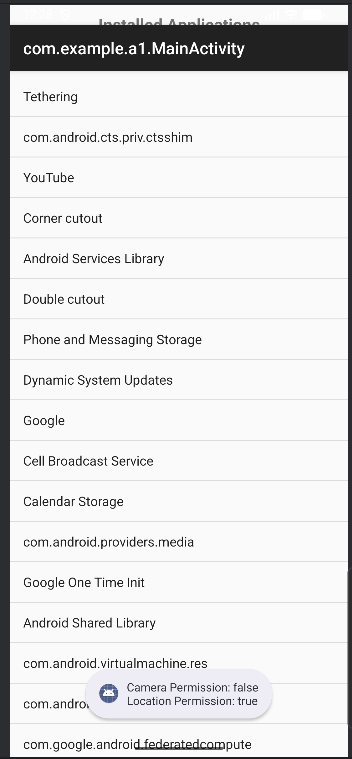 Installed Applications
com.example.a1.MainActivity
Tethering
com.android.cts.priv.ctsshim
YouTube
Corner cutout
Android Services Library
Double cutout
Phone and Messaging Storage
Dynamic System Updates
Google
Cell Broadcast Service
Calendar Storage
com.android.providers.media
Google One Time Init
Android Shared Library
com.android.virtualmachine.res
Camera Permission: false
Location Permission: true
com.google.android.federatedcompute